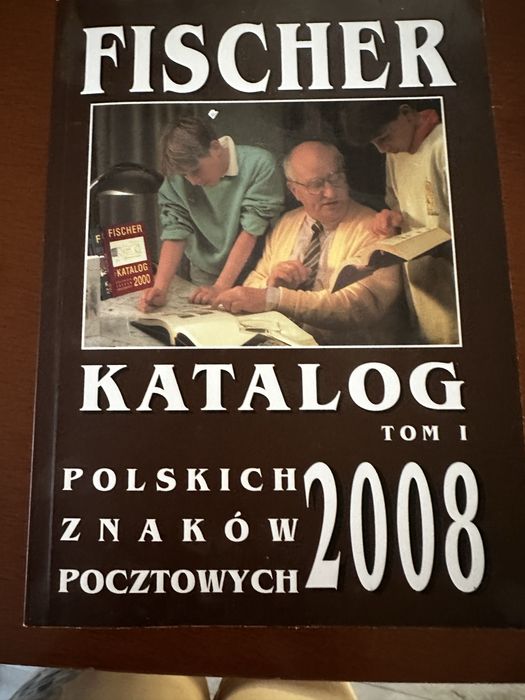 FISCHER
FISCHER
KATALOG
2000
KATALOG
TOM I
POLSKICH
ZNAKÓW
POCZTOWYCH
2008